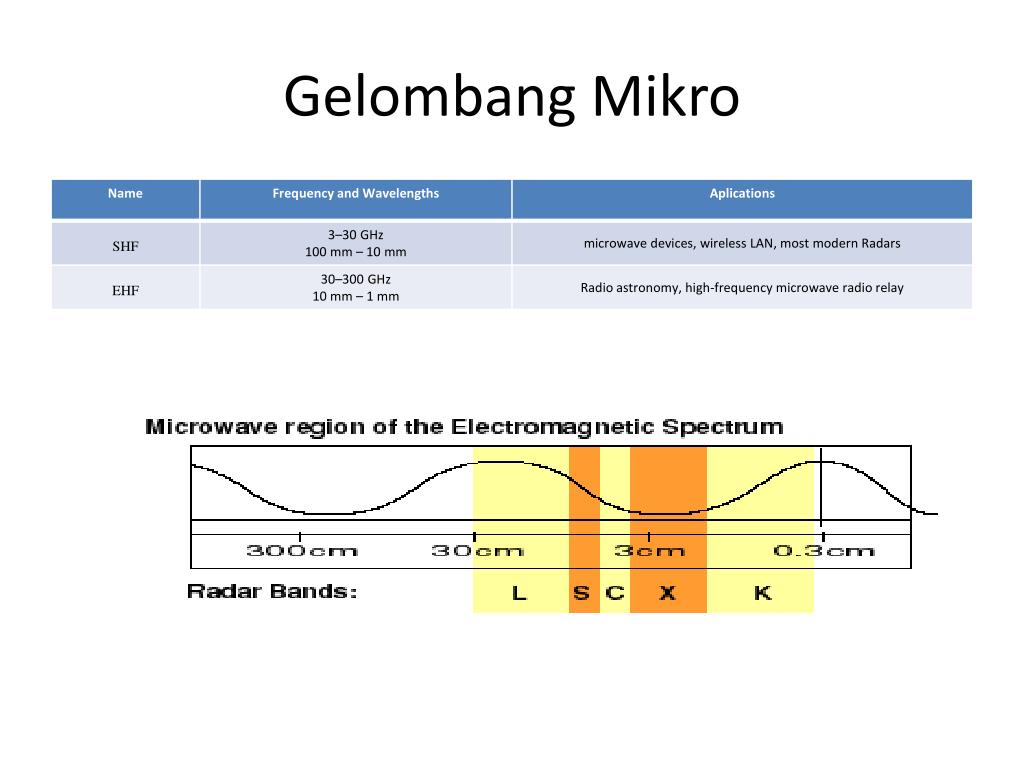 Gelombang Mikro
Name
Frequency and Wavelengths
Aplications
SHF
3–30 GHz
100 mm – 10 mm
microwave devices, wireless LAN, most modern Radars
EHF
30–300 GHz
10 mm – 1 mm
Radio astronomy, high-frequency microwave radio relay
Microwave region of the Electromagnetic Spectrum
300cm 30cm 3cm 0.3cm
Radar Bands: L S C X K